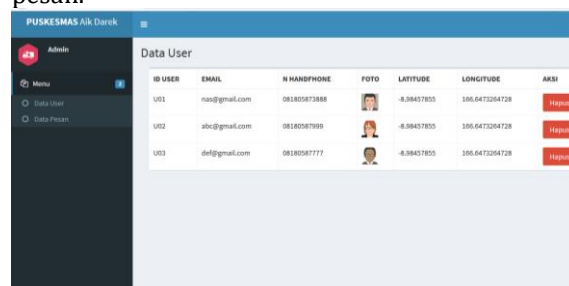 pesan.
PUSKESMAS Aik Darek
Admin
Data User
Menu
2
Data User
Data Pesan
ID USER EMAIL N HANDPHONE FOTO LATITUDE LONGITUDE AKSI
U01 nas@gmail.com 081805873888 -8,98457855 166.6473264728 Hapus
U02 abc@gmail.com 08180587999 -8,98457855 166.6473264728 Hapus
U03 def@gmail.com 08180587777 -8,98457855 166.6473264728 Hapus